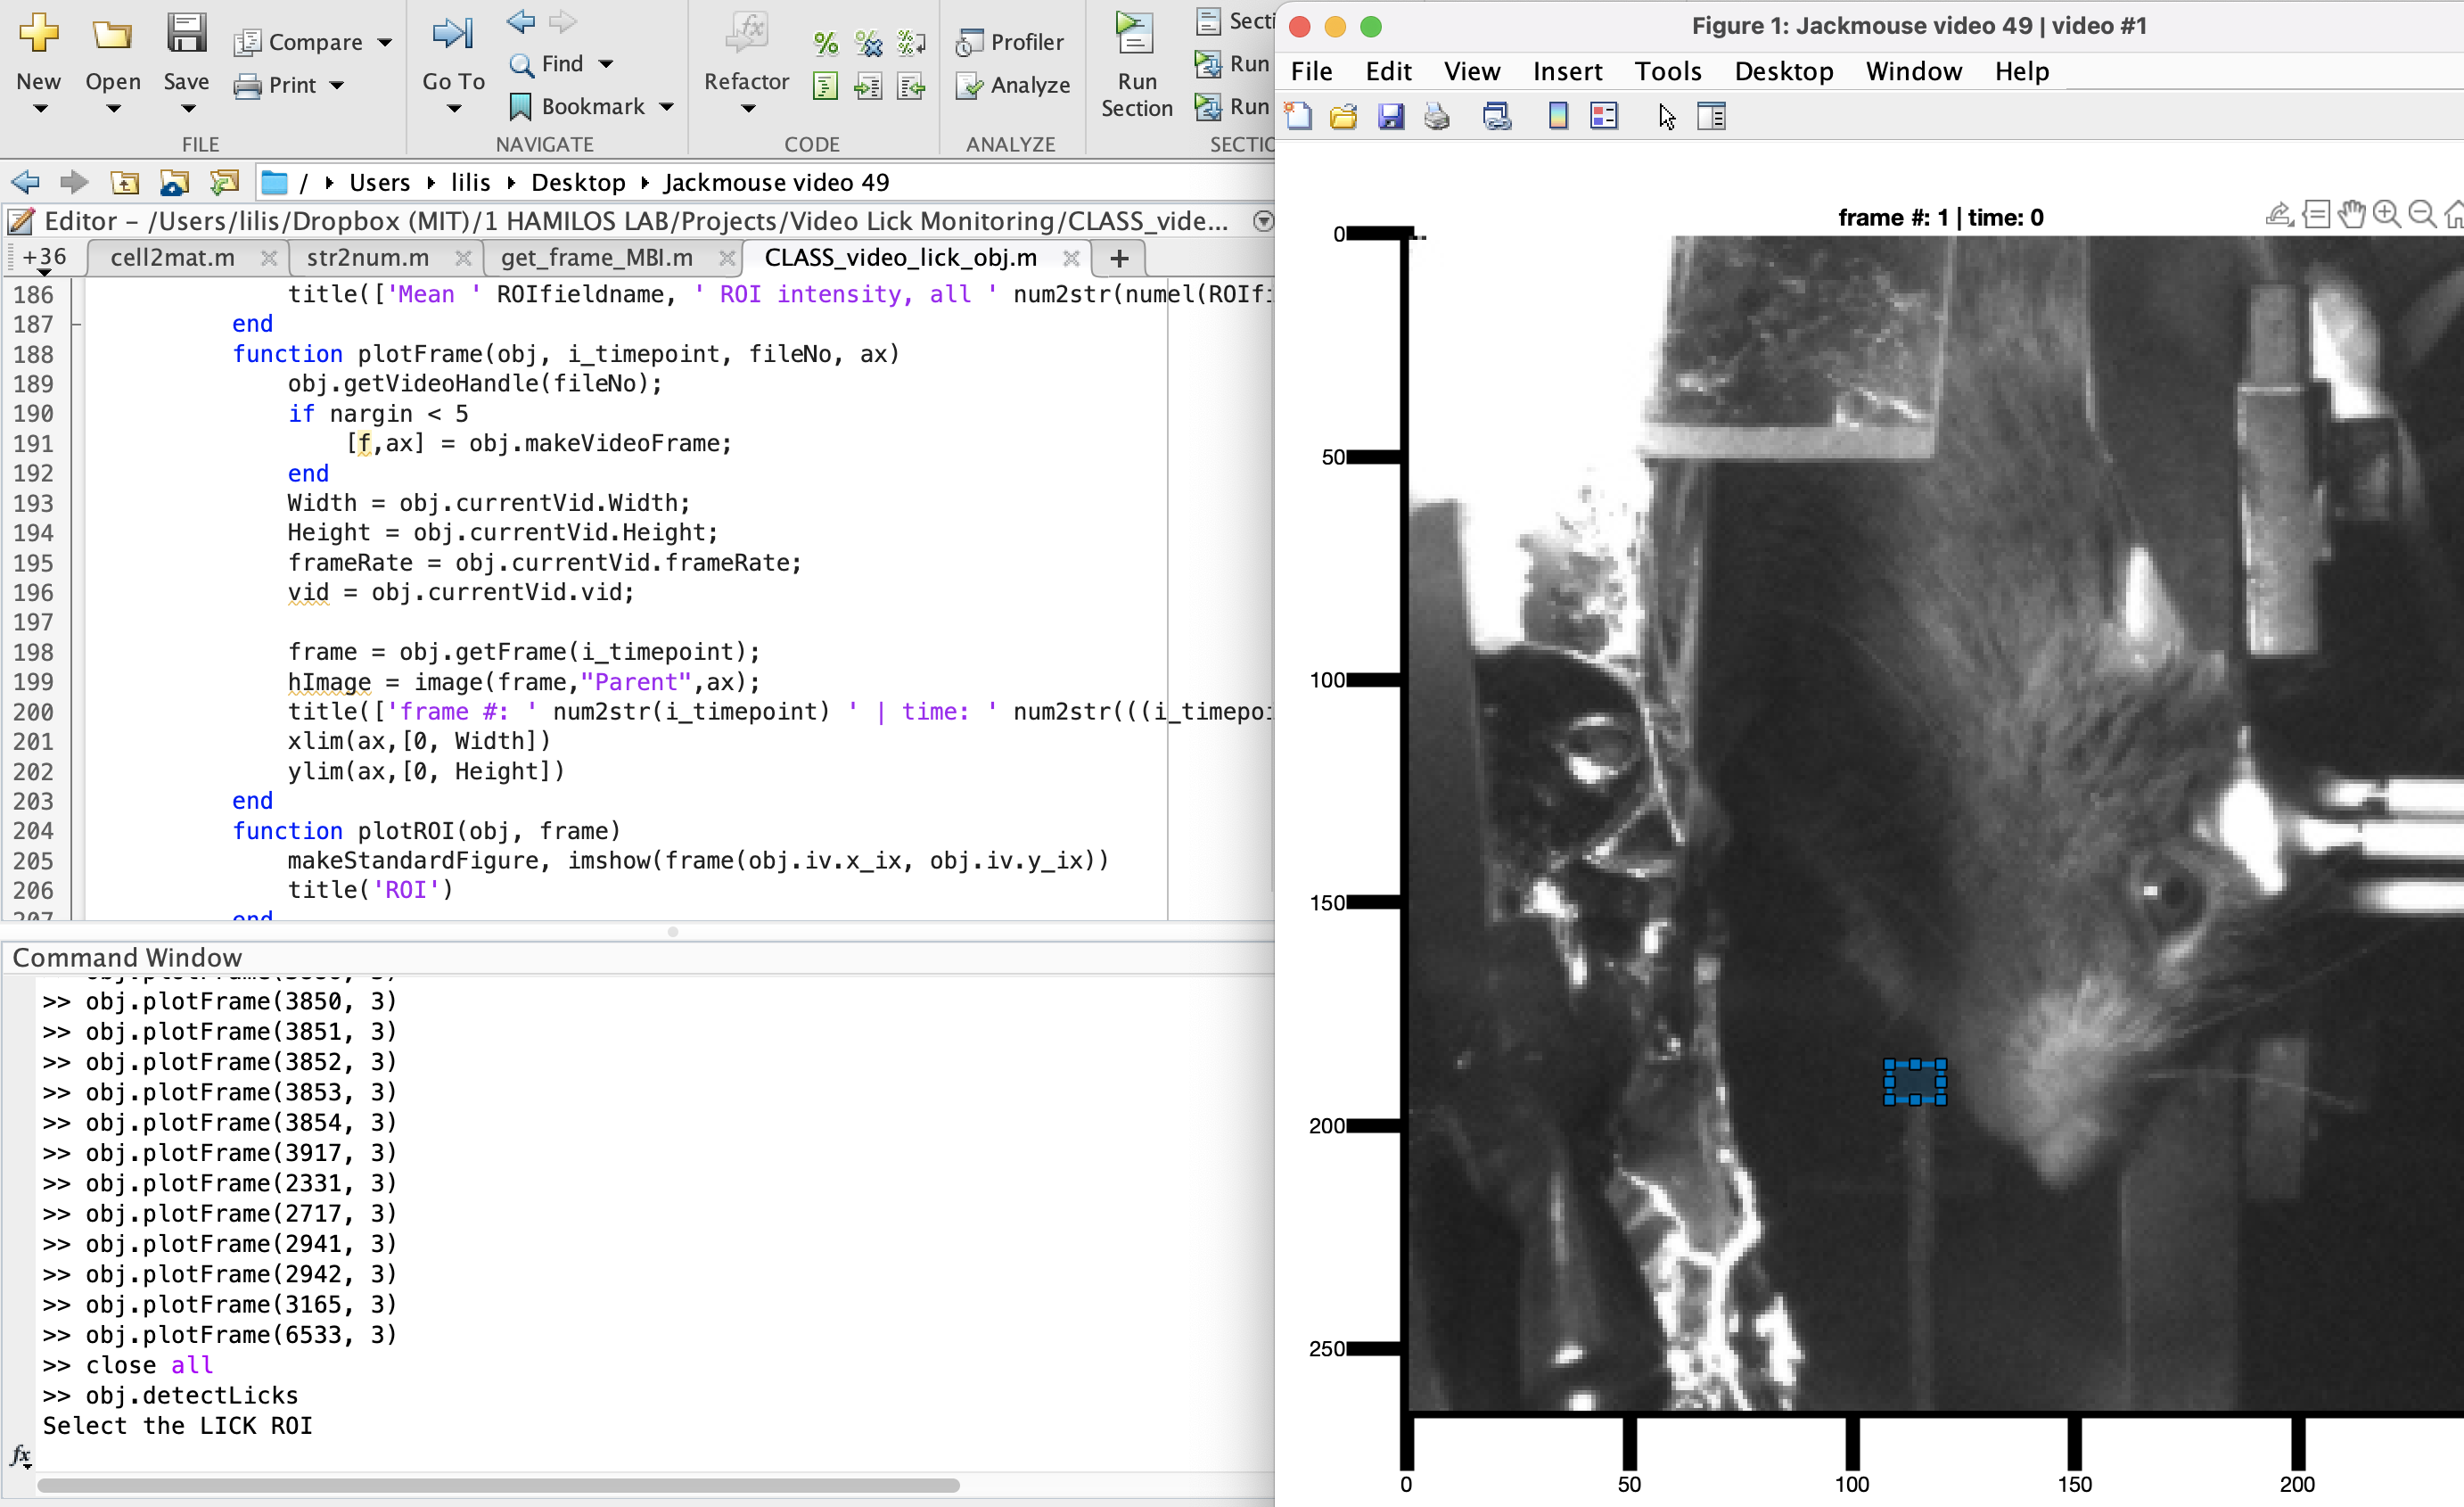 New
Open
Save
Compare
Print
FILE
Go To
Find
Bookmark
NAVIGATE
Refactor
CODE
Profiler
Analyze
ANALYZE
Run
Section
Run
Run
/ Users lilis Desktop Jackmouse video 49
Editor – /Users/lilis/Dropbox (MIT)/1 HAMILOS LAB/Projects/Video Lick Monitoring/CLASS_vide...
+36 cell2mat.m str2num.m get_frame_MBI.m CLASS_video_lick_obj.m +
186 title(['Mean ' ROIfieldname, ' ROI intensity, all ' num2str(numel(ROIf
187 end
188 function plotFrame(obj, i_timepoint, fileNo, ax)
189 obj.getVideoHandle(fileNo);
190 if nargin < 5
191 [f,ax] = obj.makeVideoFrame;
192 end
193 Width = obj.currentVid.Width;
194 Height = obj.currentVid.Height;
195 frameRate = obj.currentVid.frameRate;
196 vid = obj.currentVid.vid;
197
198 frame = obj.getFrame(i_timepoint);
199 hImage = image(frame,"Parent",ax);
200 title(['frame #: ' num2str(i_timepoint) ' | time: ' num2str(((i_timepoi
201 xlim(ax,[0, Width])
202 ylim(ax,[0, Height])
203 end
204 function plotROI(obj, frame)
205 makeStandardFigure, imshow(frame(obj.iv.x_ix, obj.iv.y_ix))
206 title('ROI')
207 end
Command Window
>> obj.plotFrame(3850, 3)
>> obj.plotFrame(3851, 3)
>> obj.plotFrame(3852, 3)
>> obj.plotFrame(3853, 3)
>> obj.plotFrame(3854, 3)
>> obj.plotFrame(3917, 3)
>> obj.plotFrame(2331, 3)
>> obj.plotFrame(2717, 3)
>> obj.plotFrame(2941, 3)
>> obj.plotFrame(2942, 3)
>> obj.plotFrame(3165, 3)
>> obj.plotFrame(6533, 3)
>> close all
>> obj.detectLicks
Select the LICK ROI
fx
Figure 1: Jackmouse video 49 | video #1
File Edit View Insert Tools Desktop Window Help
frame #: 1 | time: 0
0
50
100
150
200
250
0 50 100 150 200